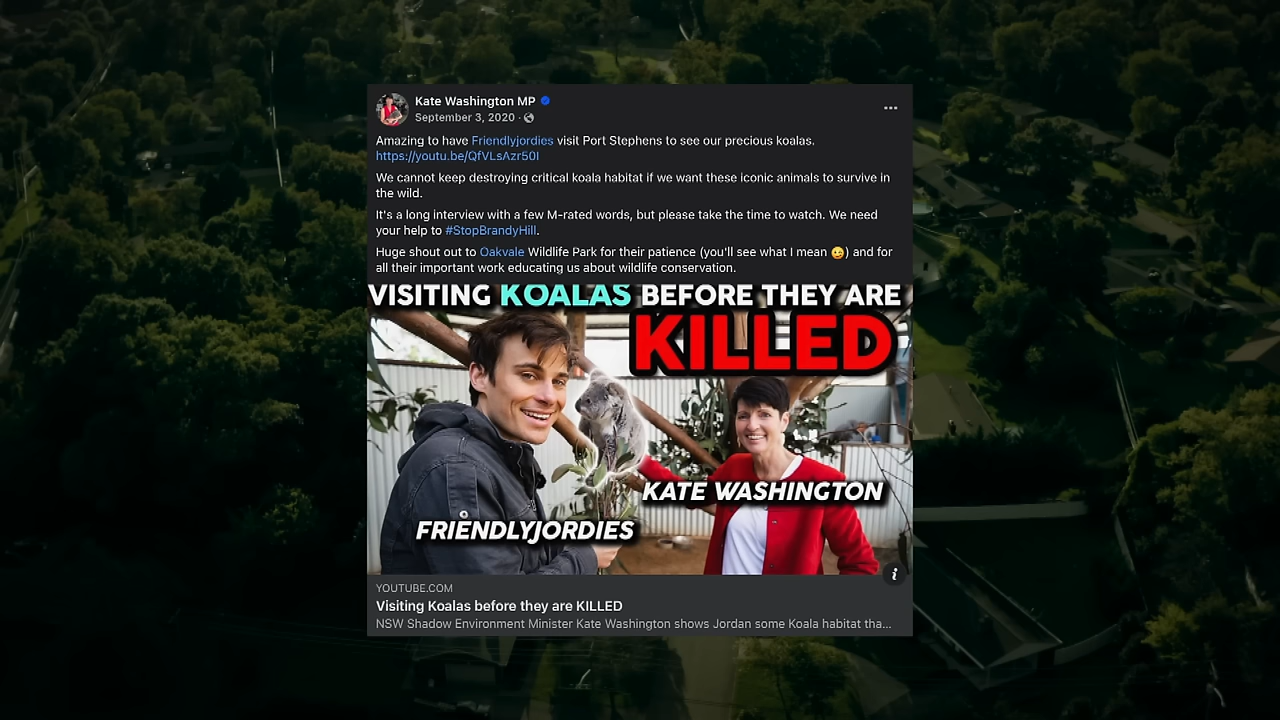 Kate Washington MP
September 3, 2020 ·
Amazing to have Friendlyjordies visit Port Stephens to see our precious koalas.
https://youtu.be/QfVLsAzr50I
We cannot keep destroying critical koala habitat if we want these iconic animals to survive in
the wild.
It's a long interview with a few M-rated words, but please take the time to watch. We need
your help to #StopBrandyHill.
Huge shout out to Oakvale Wildlife Park for their patience (you'll see what I mean 😉) and for
all their important work educating us about wildlife conservation.
VISITING KOALAS BEFORE THEY ARE
KILLED
KATE WASHINGTON
FRIENDLYJORDIES
YOUTUBE.COM
Visiting Koalas before they are KILLED
NSW Shadow Environment Minister Kate Washington shows Jordan some Koala habitat tha...